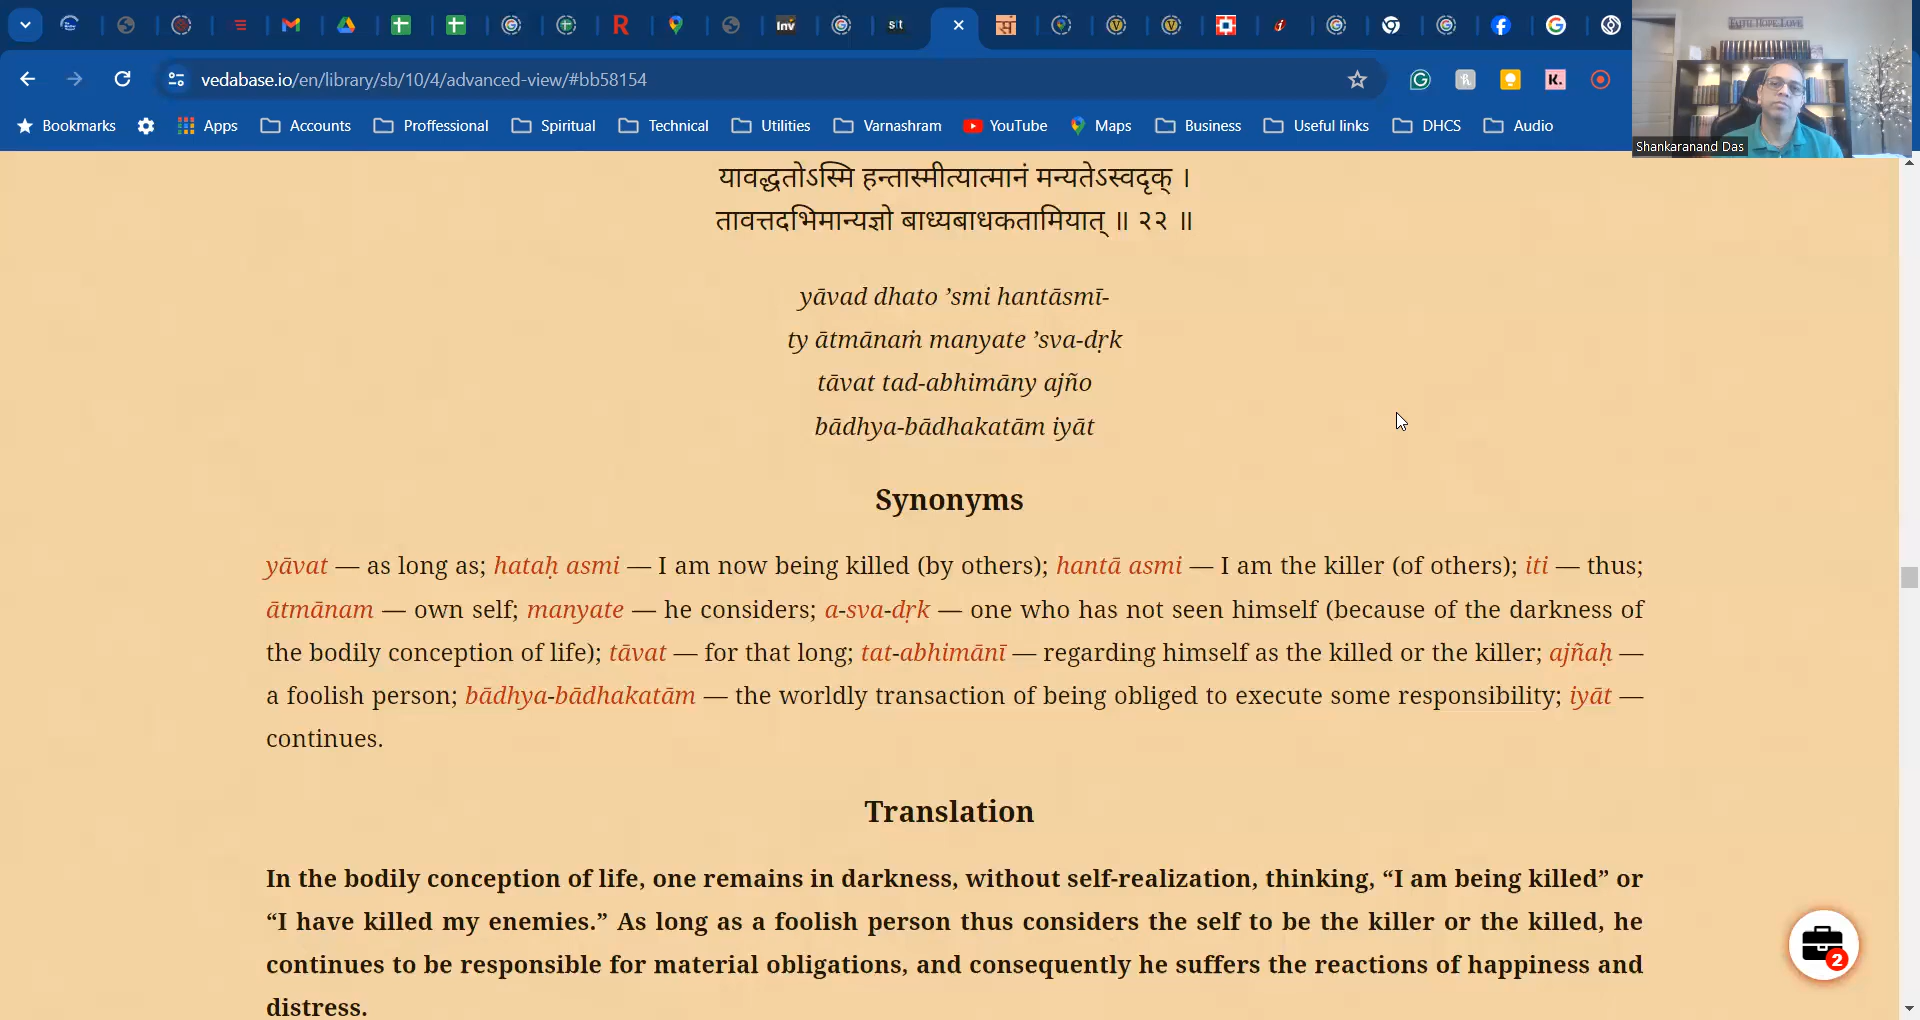 Inv
sit
vedabase.io/en/library/sb/10/4/advanced-view/#bb58154
K.
Bookmarks Apps Accounts Proffessional Spiritual Technical Utilities Varnashram YouTube Maps Business Useful links DHCS Audio
FAITH HOPE LOVE
Shankaranand Das
यावद्धतोऽस्मि हन्तास्मीत्यात्मानं मन्यतेऽस्वदृक् ।
तावत्तदभिमान्यज्ञो बाध्यबाधकतामियात् ॥ २२ ॥
yāvad dhato ’smi hantāsmī-
ty ātmānaṁ manyate ’sva-dṛk
tāvat tad-abhimāny ajño
bādhya-bādhakatām iyāt
Synonyms
yāvat — as long as; hataḥ asmi — I am now being killed (by others); hantā asmi — I am the killer (of others); iti — thus;
ātmānam — own self; manyate — he considers; a-sva-dṛk — one who has not seen himself (because of the darkness of
the bodily conception of life); tāvat — for that long; tat-abhimānī — regarding himself as the killed or the killer; ajñaḥ —
a foolish person; bādhya-bādhakatām — the worldly transaction of being obliged to execute some responsibility; iyāt —
continues.
Translation
In the bodily conception of life, one remains in darkness, without self-realization, thinking, “I am being killed” or
“I have killed my enemies.” As long as a foolish person thus considers the self to be the killer or the killed, he
continues to be responsible for material obligations, and consequently he suffers the reactions of happiness and
distress.
2